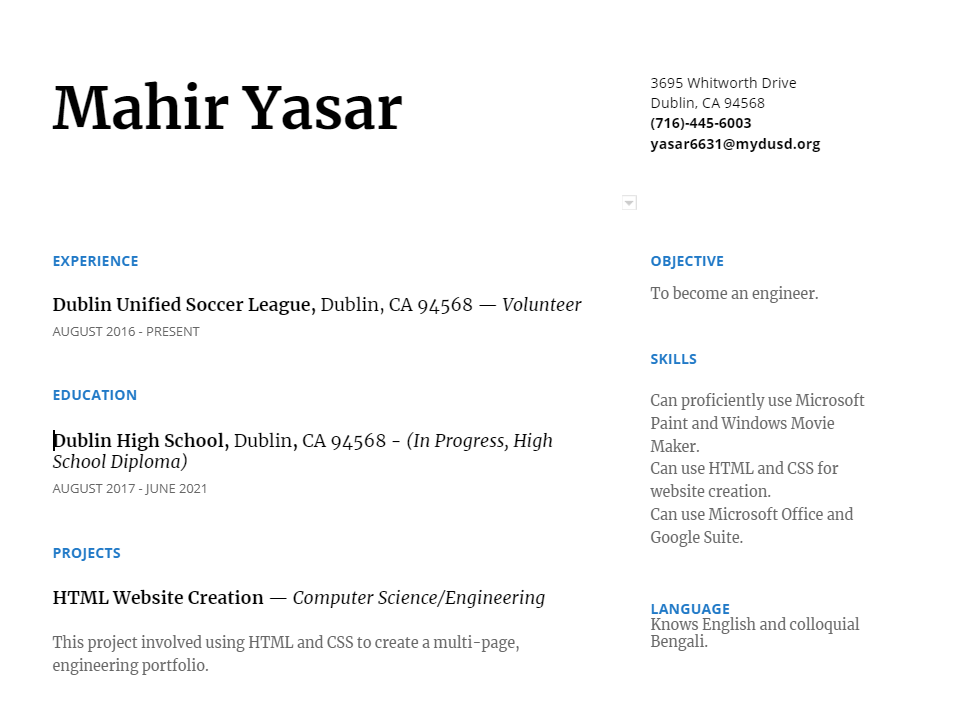 Mahir Yasar
3695 Whitworth Drive
Dublin, CA 94568
(716)-445-6003
yasar6631@mydusd.org
EXPERIENCE
Dublin Unified Soccer League, Dublin, CA 94568 — Volunteer
AUGUST 2016 - PRESENT
EDUCATION
Dublin High School, Dublin, CA 94568 - (In Progress, High
School Diploma)
AUGUST 2017 - JUNE 2021
PROJECTS
HTML Website Creation — Computer Science/Engineering
This project involved using HTML and CSS to create a multi-page,
engineering portfolio.
OBJECTIVE
To become an engineer.
SKILLS
Can proficiently use Microsoft
Paint and Windows Movie
Maker.
Can use HTML and CSS for
website creation.
Can use Microsoft Office and
Google Suite.
LANGUAGE
Knows English and colloquial
Bengali.